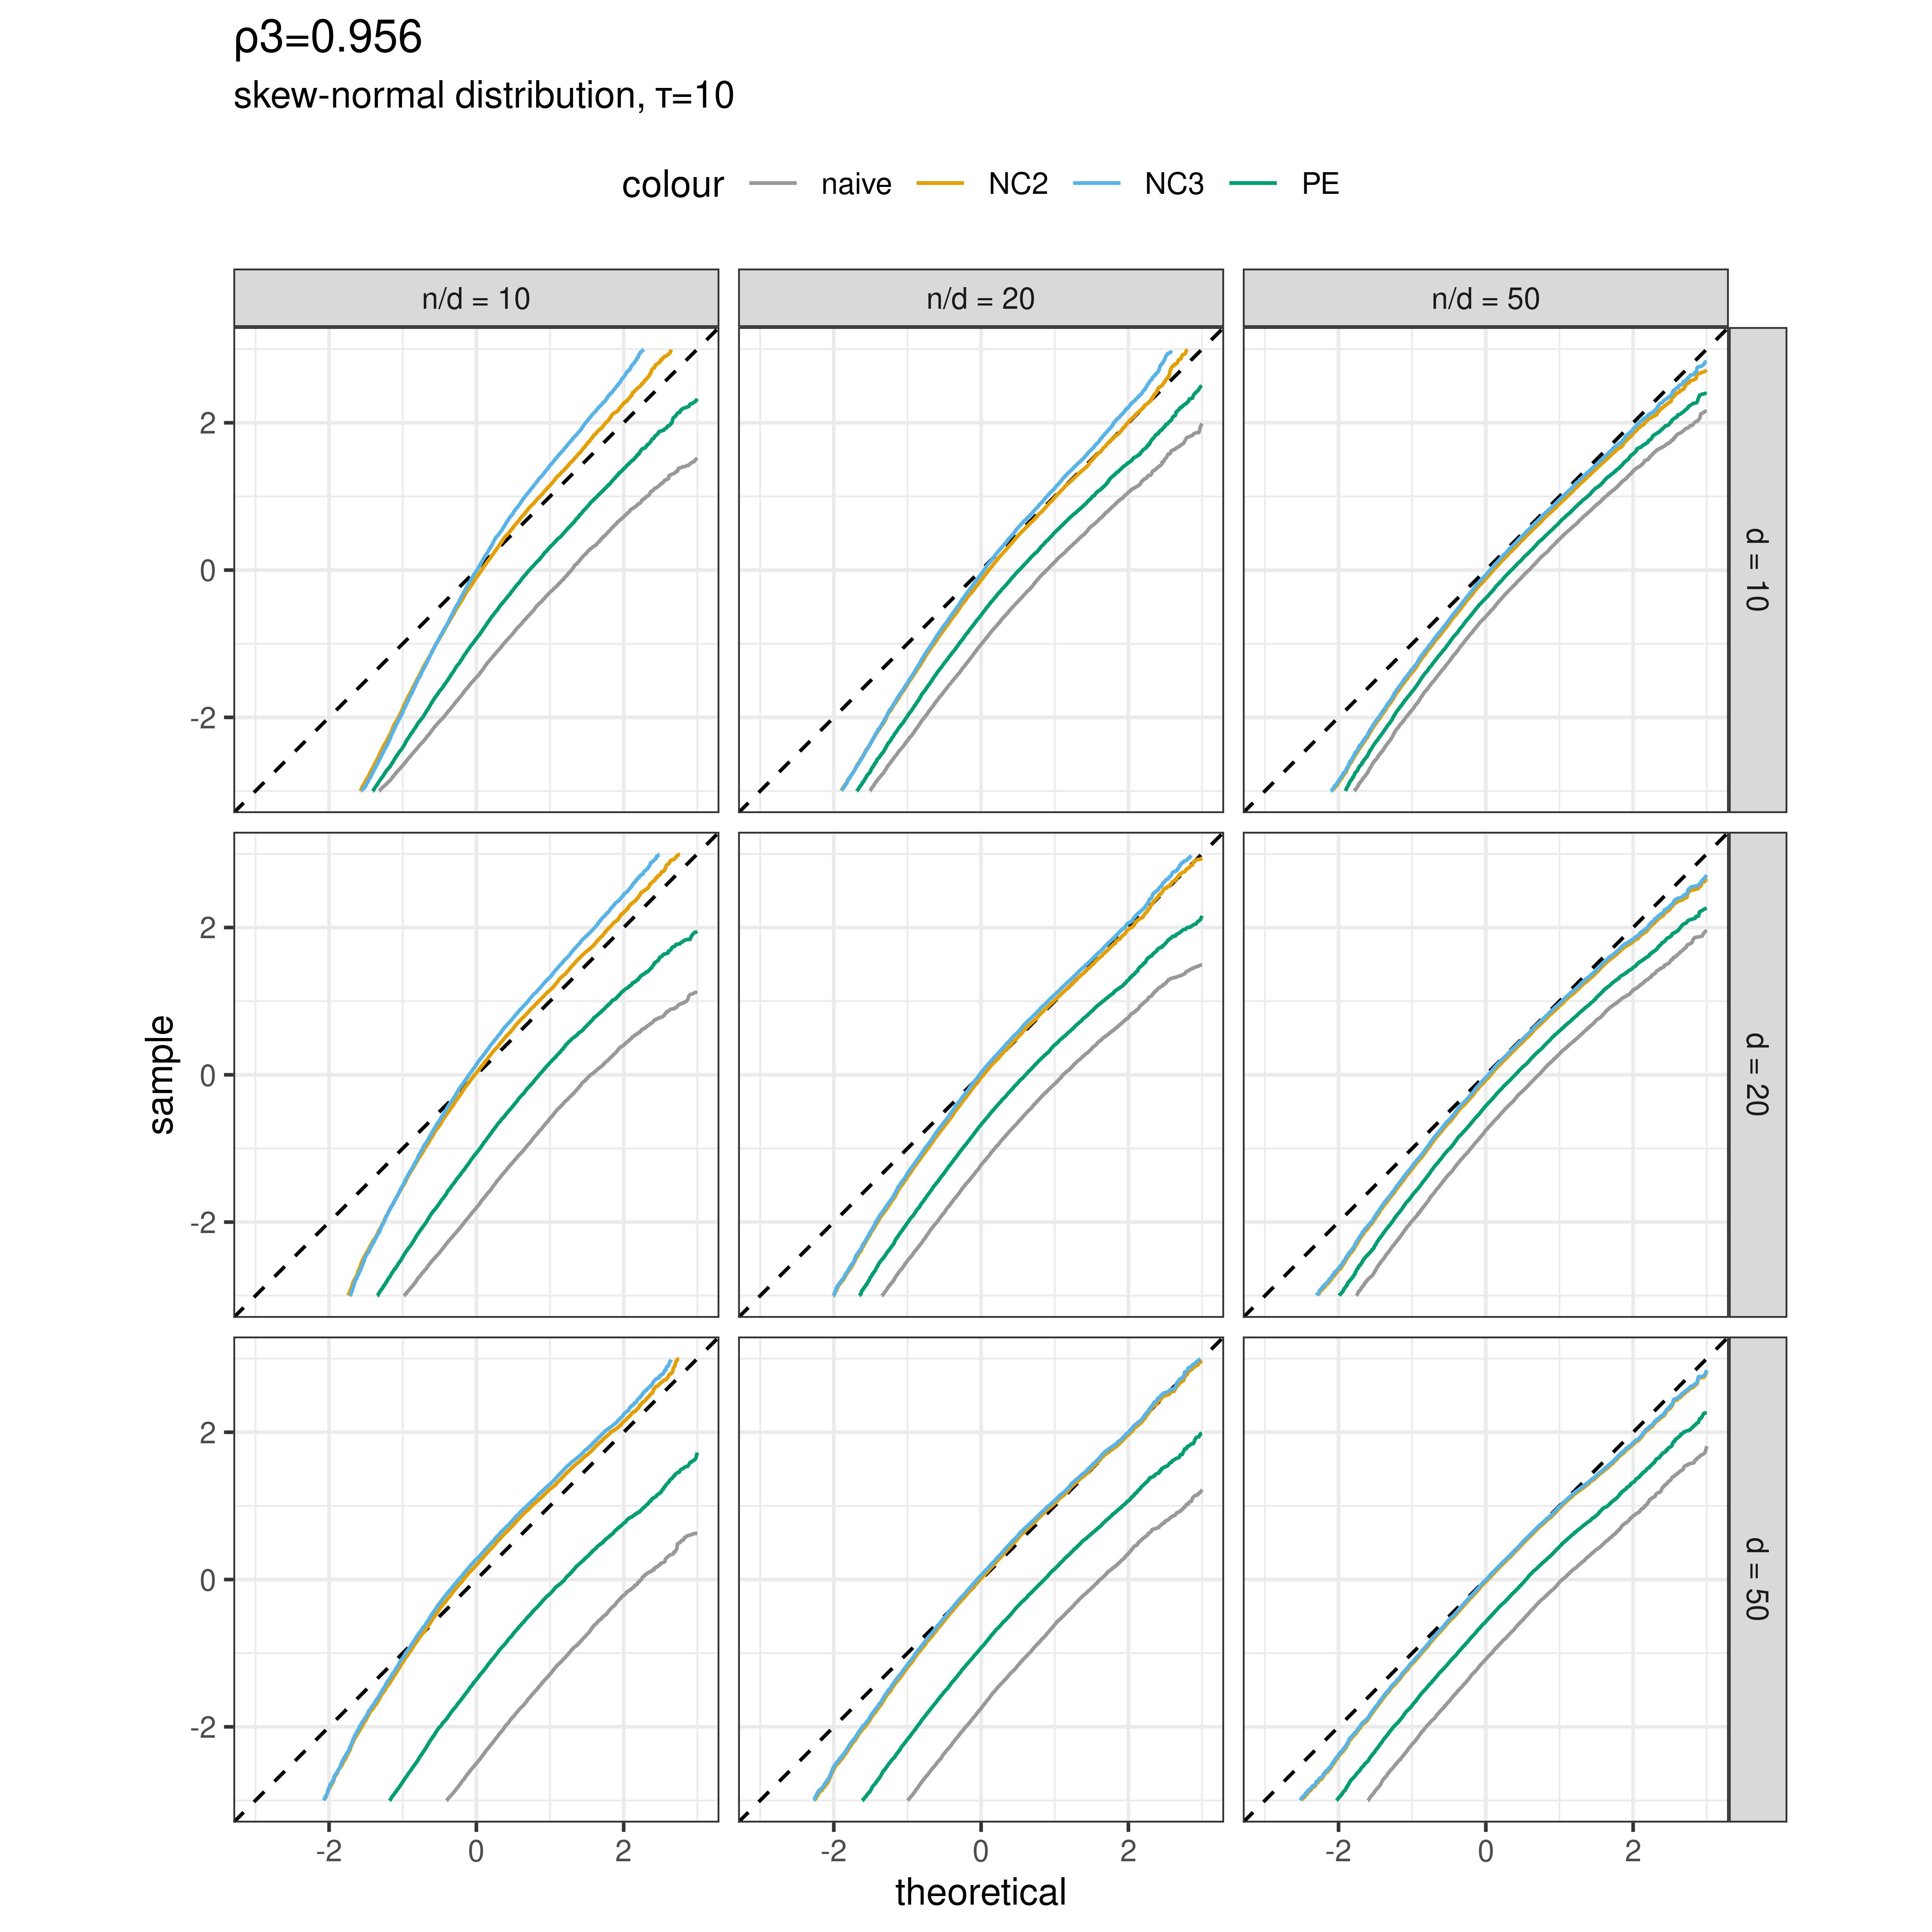 ρ3=0.956
skew-normal distribution, τ=10
colour naive NC2 NC3 PE
n/d = 10 n/d = 20 n/d = 50
2
0
-2
d = 10
2
0
-2
d = 20
sample
2
0
-2
d = 50
-2 0 2 -2 0 2 -2 0 2
theoretical